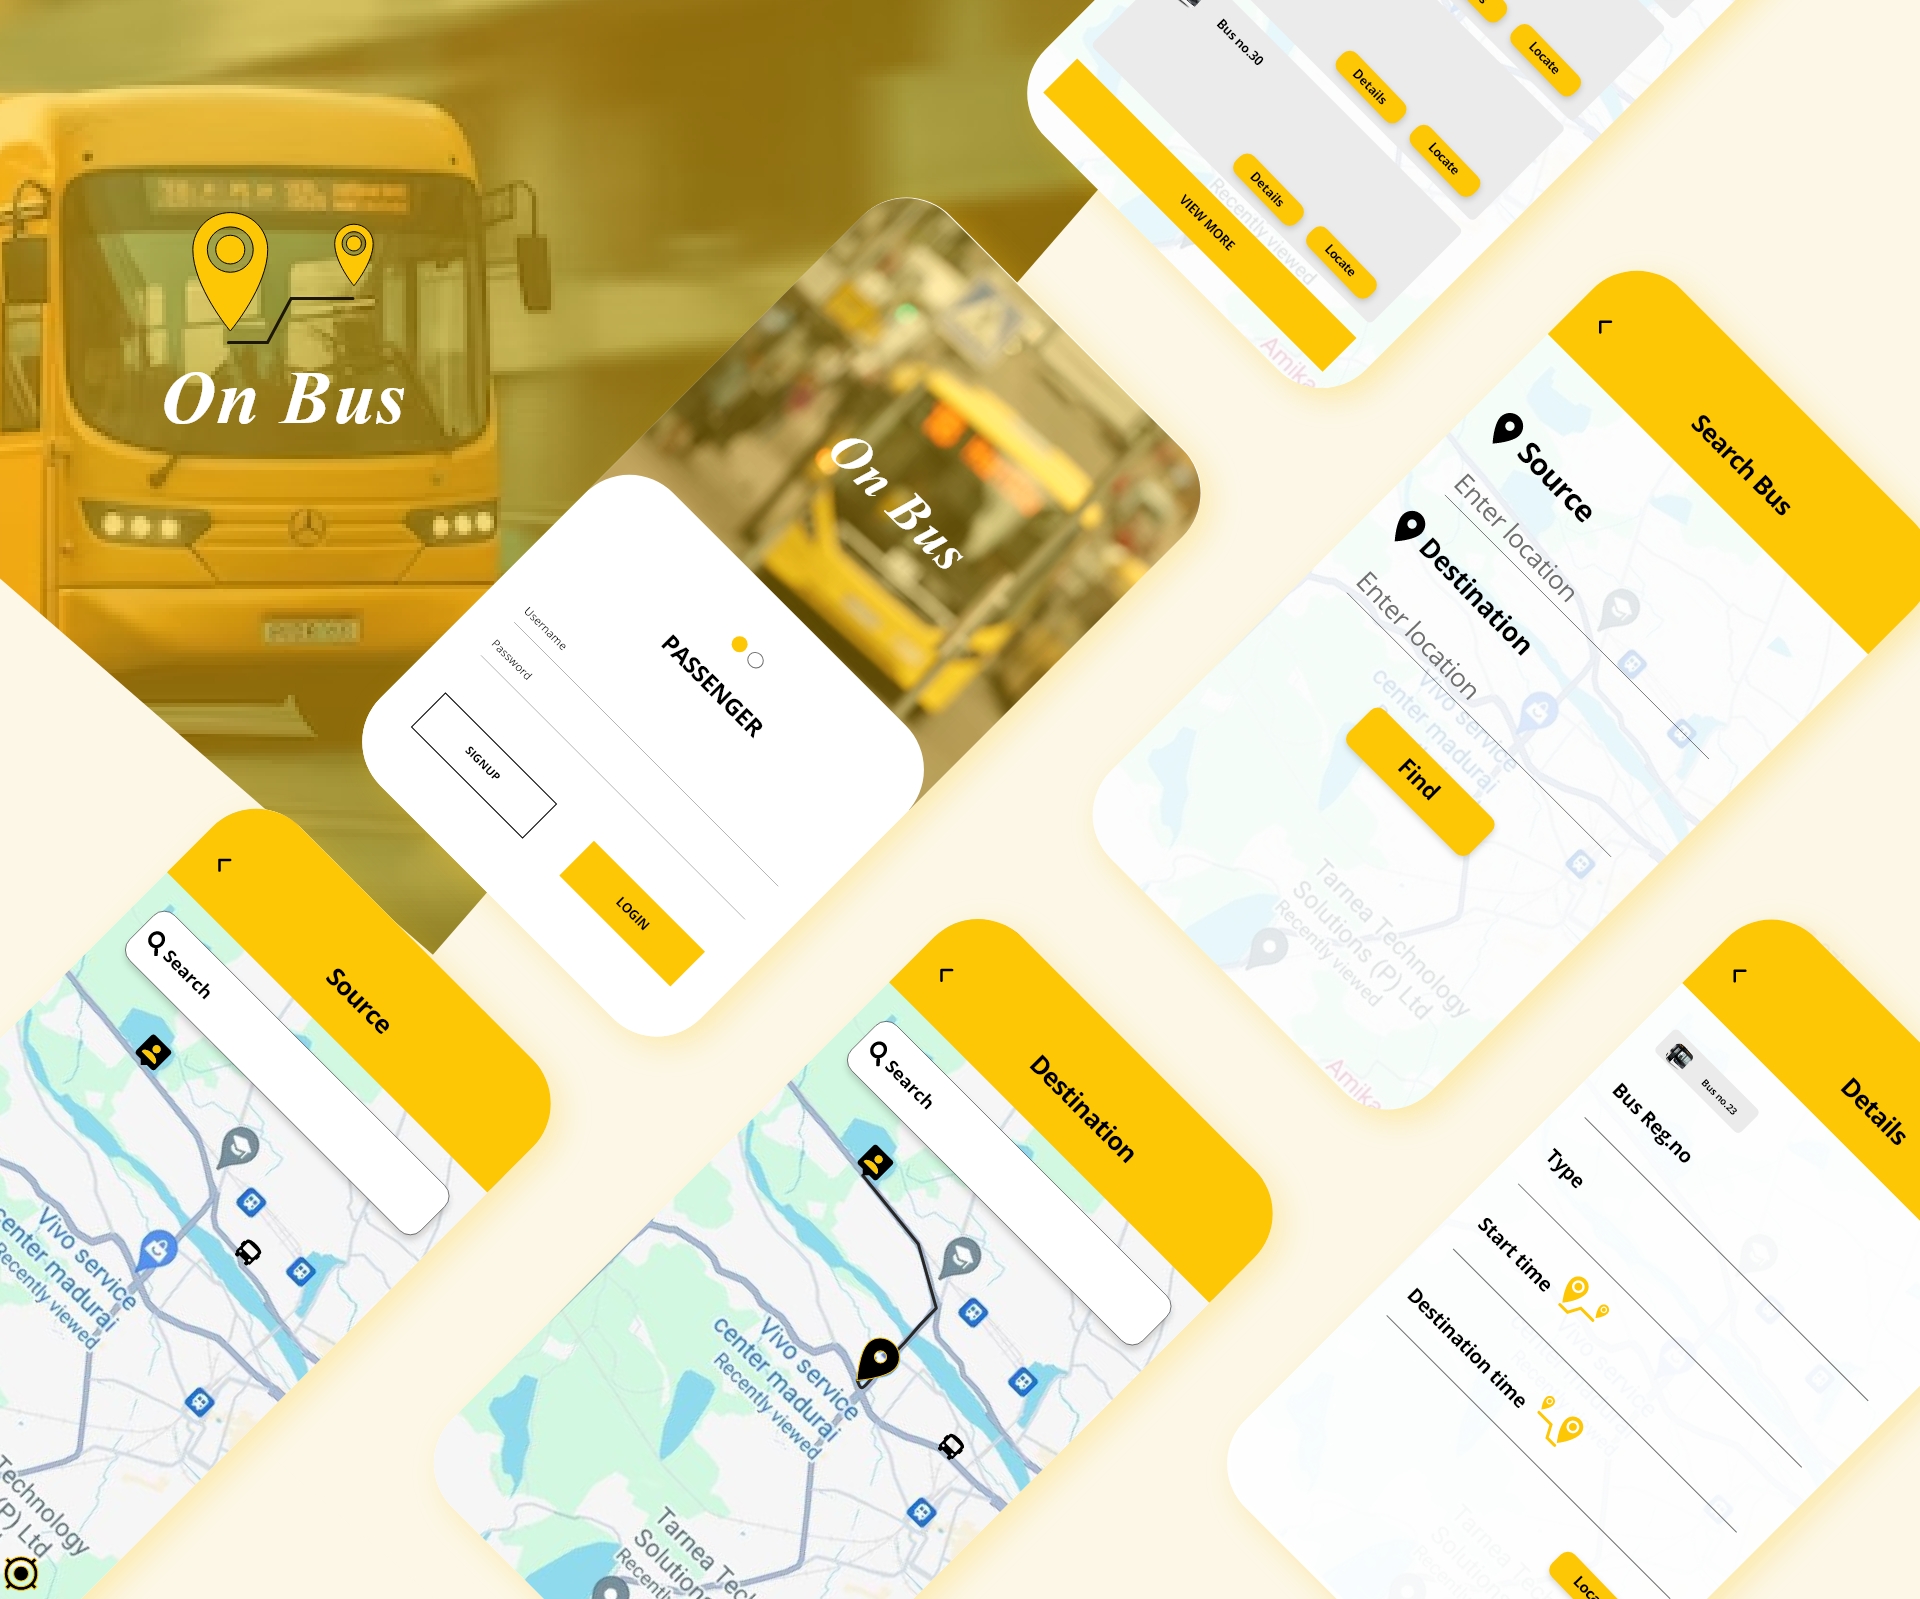 On Bus
On Bus
PASSENGER
Username
Password
SIGNUP
LOGIN
Bus no.30
Locate
Details
Locate
Details
Locate
VIEW MORE
Recently viewed
Amika
Search Bus
Source
Enter location
Destination
Enter location
Find
Vivo service
center madurai
Tarnea Technology
Solutions (P) Ltd
Recently viewed
Amika
Source
Search
Vivo service
center madurai
Recently viewed
Technology
(P) Ltd
Destination
Search
Vivo service
center madurai
Recently viewed
Tarnea Tec
Solutions
Recent
Details
Bus no.23
Bus Reg.no
Type
Start time
Destination time
Loca